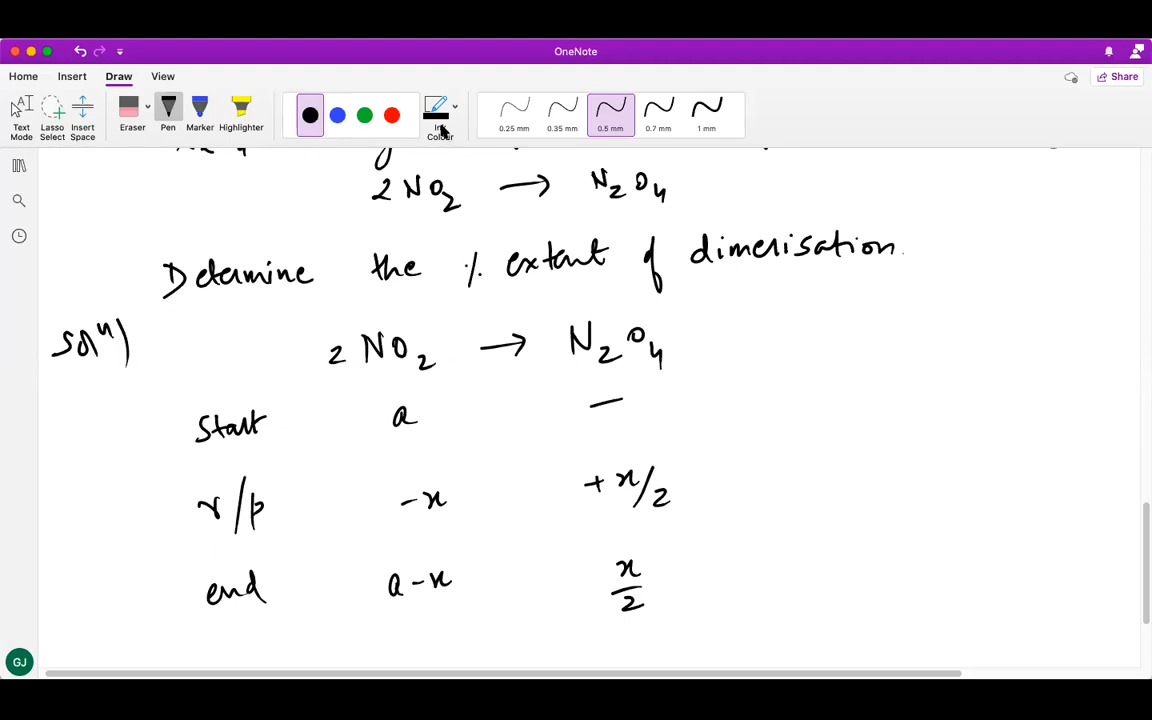 OneNote
Home Insert Draw View
Share
Text Mode
Lasso Select
Insert Space
Eraser
Pen
Marker
Highlighter
Colour
0.25 mm
0.35 mm
0.5 mm
0.7 mm
1 mm
2 NO2 → N2O4
Determine the % extent of dimerisation.
Solⁿ) 2 NO2 → N2O4
Start a —
r/p -x +x/2
end a-x x/2
GJ